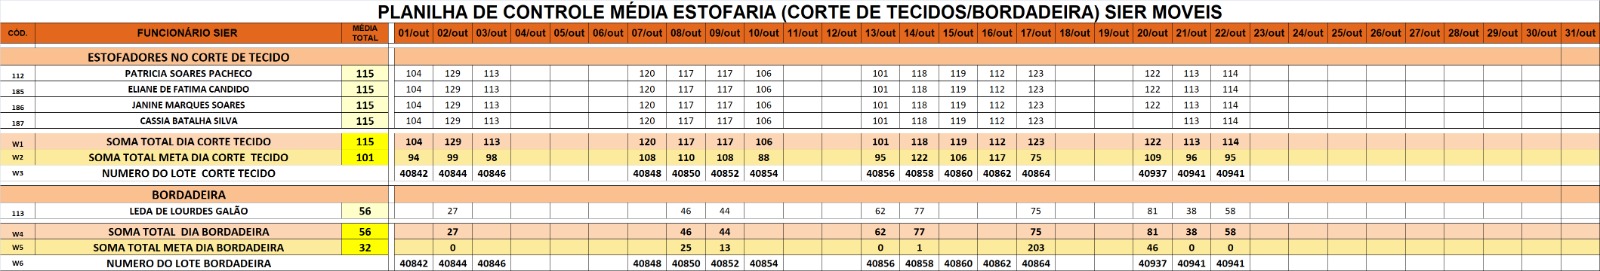 PLANILHA DE CONTROLE MÉDIA ESTOFARIA (CORTE DE TECIDOS/BORDADEIRA) SIER MOVEIS
CÓD. FUNCIONÁRIO SIER MÉDIA TOTAL 01/out 02/out 03/out 04/out 05/out 06/out 07/out 08/out 09/out 10/out 11/out 12/out 13/out 14/out 15/out 16/out 17/out 18/out 19/out 20/out 21/out 22/out 23/out 24/out 25/out 26/out 27/out 28/out 29/out 30/out 31/out
ESTOFADORES NO CORTE DE TECIDO
112 PATRICIA SOARES PACHECO 115 104 129 113 120 117 117 106 101 118 119 112 123 122 113 114
185 ELIANE DE FATIMA CANDIDO 115 104 129 113 120 117 117 106 101 118 119 112 123 122 113 114
186 JANINE MARQUES SOARES 115 104 129 113 120 117 117 106 101 118 119 112 123 122 113 114
187 CASSIA BATALHA SILVA 115 104 129 113 120 117 117 106 101 118 119 112 123 113 114
W1 SOMA TOTAL DIA CORTE TECIDO 115 104 129 113 120 117 117 106 101 118 119 112 123 122 113 114
W2 SOMA TOTAL META DIA CORTE TECIDO 101 94 99 98 108 110 108 88 95 122 106 117 75 109 96 95
W3 NUMERO DO LOTE CORTE TECIDO 40842 40844 40846 40848 40850 40852 40854 40856 40858 40860 40862 40864 40937 40941 40941
BORDADEIRA
113 LEDA DE LOURDES GALÃO 56 27 46 44 62 77 75 81 38 58
W4 SOMA TOTAL DIA BORDADEIRA 56 27 46 44 62 77 75 81 38 58
W5 SOMA TOTAL META DIA BORDADEIRA 32 0 25 13 0 1 203 46 0 0
W6 NUMERO DO LOTE BORDADEIRA 40842 40844 40846 40848 40850 40852 40854 40856 40858 40860 40862 40864 40937 40941 40941